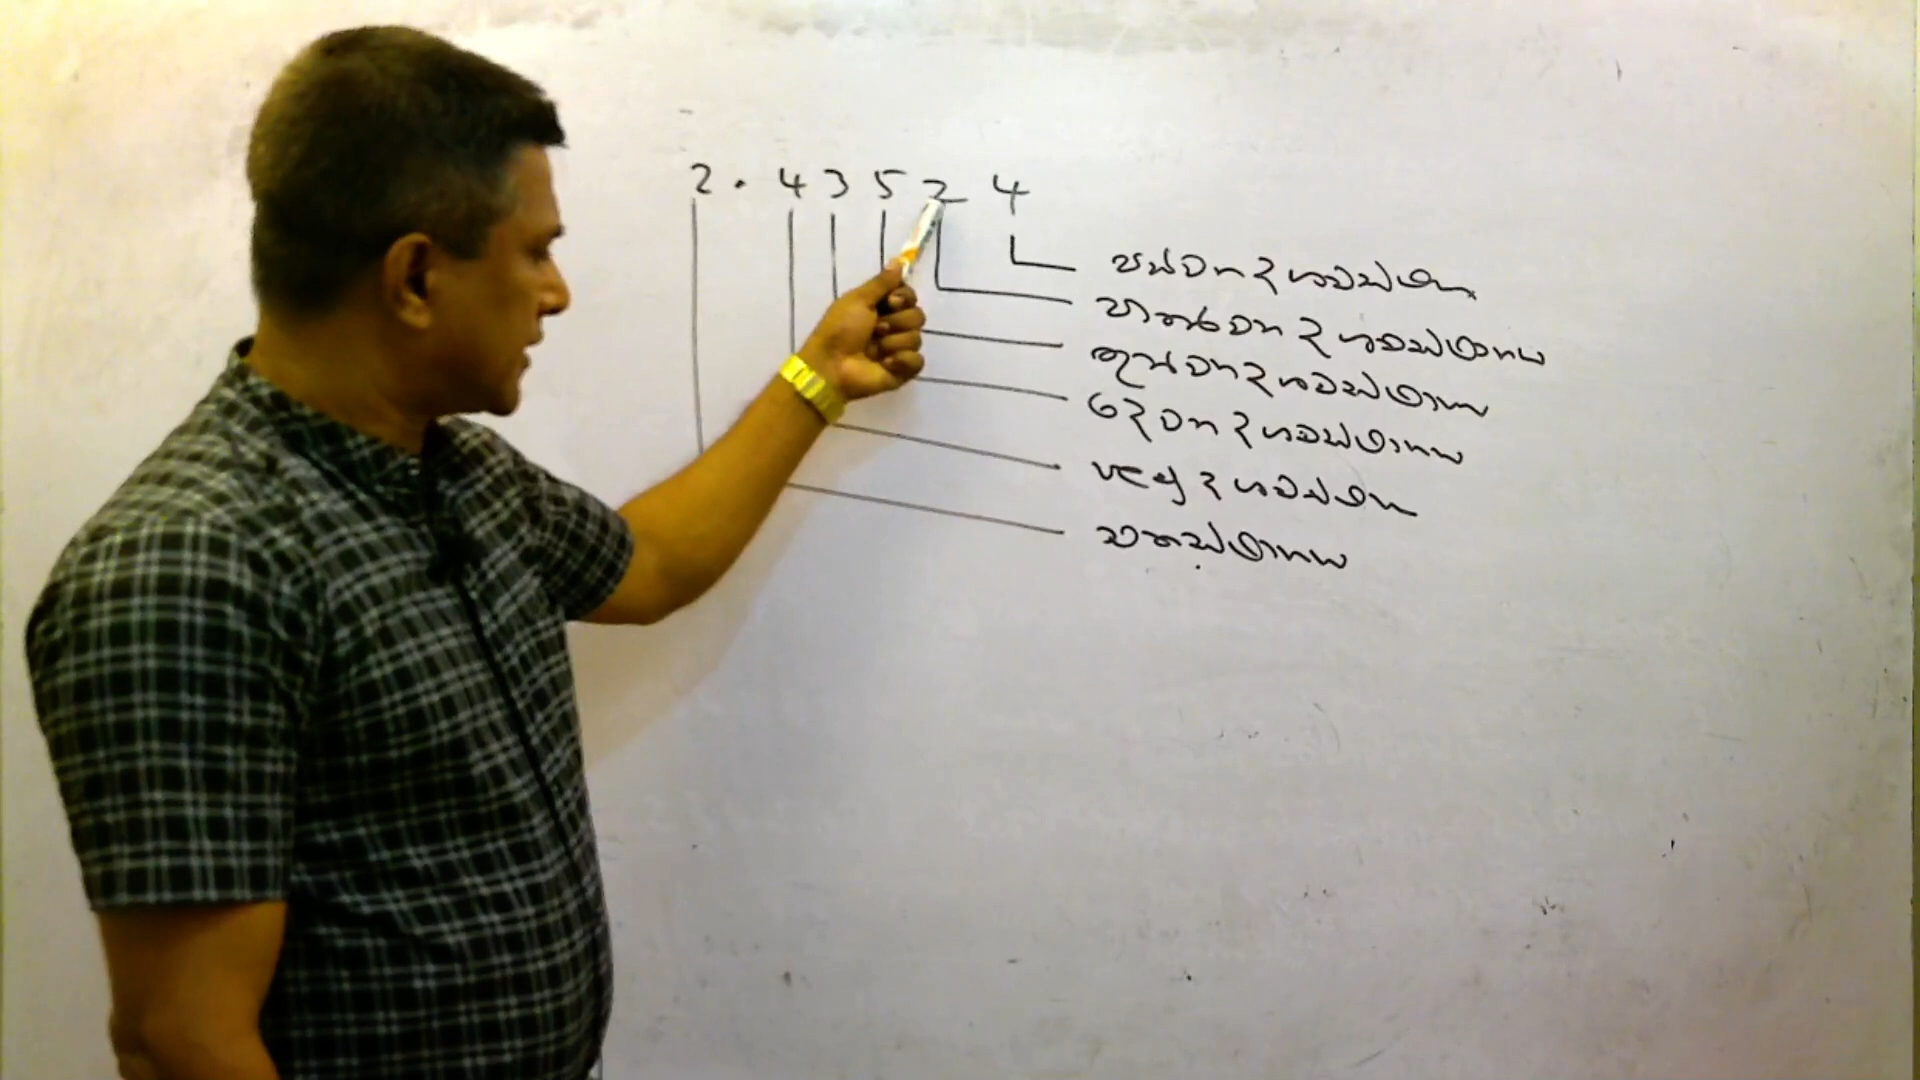 2.43524
පස්වන දශමස්ථානය
හතරවන දශමස්ථානය
තුන්වන දශමස්ථානය
දෙවන දශමස්ථානය
පළමු දශමස්ථානය
එකස්ථානය